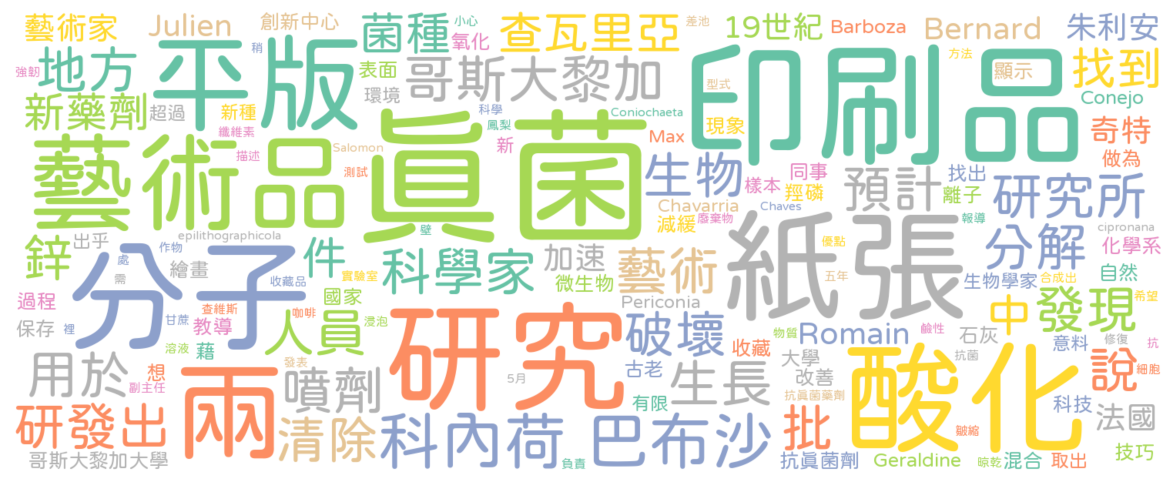 藝術家 Julien 創新中心 菌種 小心 查瓦里亞 差池 19世紀 Barboza Bernard 朱利安
稍 氧化
強韌 地方 平版 表面 哥斯大黎加 印刷品 方法 顯示 找到
環境 型式 Conejo
新藥劑 超過 新種 科學 Coniochaeta 現象 奇特
纖維素 鳳梨 新 Max 做為
藝術品 描述 Salomon 真菌 生物 同事 找出
測試 樣本 羥磷 預計 離子 研究所
Chavarria
壁 減緩 廢棄物 Chaves 報導 cipronana
鋅 出乎 epilithographicola 作物 件 科學家 加速 優點 紙張 分解 化學系
處 繪畫 分子 收藏品 實驗室 微生物 藝術 五年 生物學家 自然
需 合成出
過程 查維斯 國家 Periconia 中 發現 希望
保存 裡 教導 甘蔗 咖啡 人員 浸泡 破壞 物質 Romain 鹼性 石灰
溶液 藉 收藏 意料 修復 抗
用於 想 發表 研究 古老 大學 抗菌 細胞
副主任 兩 噴劑 5月 生長 改善 酸化 說
有限 抗真菌藥劑 科技 法國
研發出 清除 科內荷 巴布沙 批 皺縮
哥斯大黎加大學 負責 抗真菌劑 Geraldine 晾乾 混合 取出 技巧